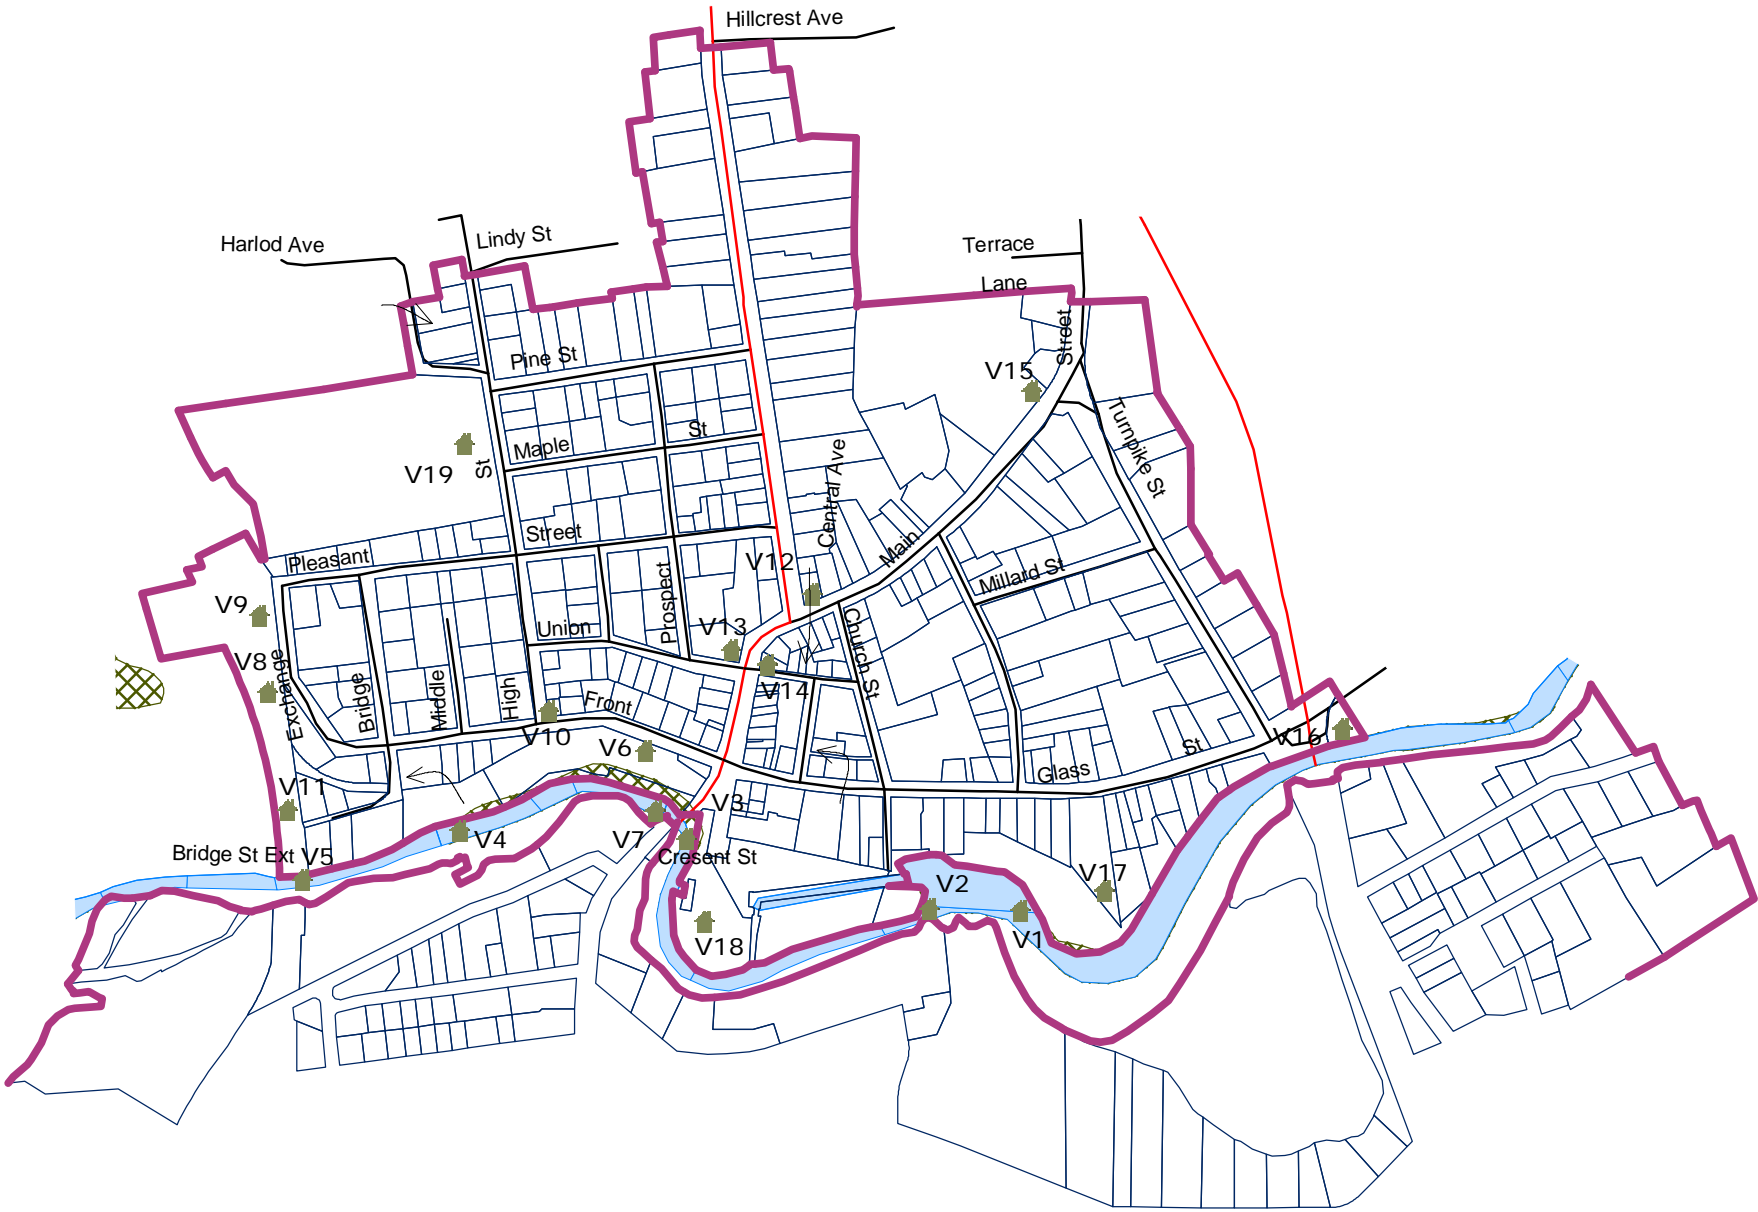 Hillcrest Ave
Harlod Ave
Lindy St
Terrace
Lane
Street
Pine St
V15
Maple
St
V19
St
Turnpike St
Central Ave
Street
Main
Pleasant
V12
Millard St
V9
Union
Prospect
V13
Church St
V8
Exchange
Bridge
Middle
High
Front
V14
V10
V6
St
V16
Glass
V11
V3
V7
V4
Cresent St
Bridge St Ext
V5
V2
V17
V18
V1